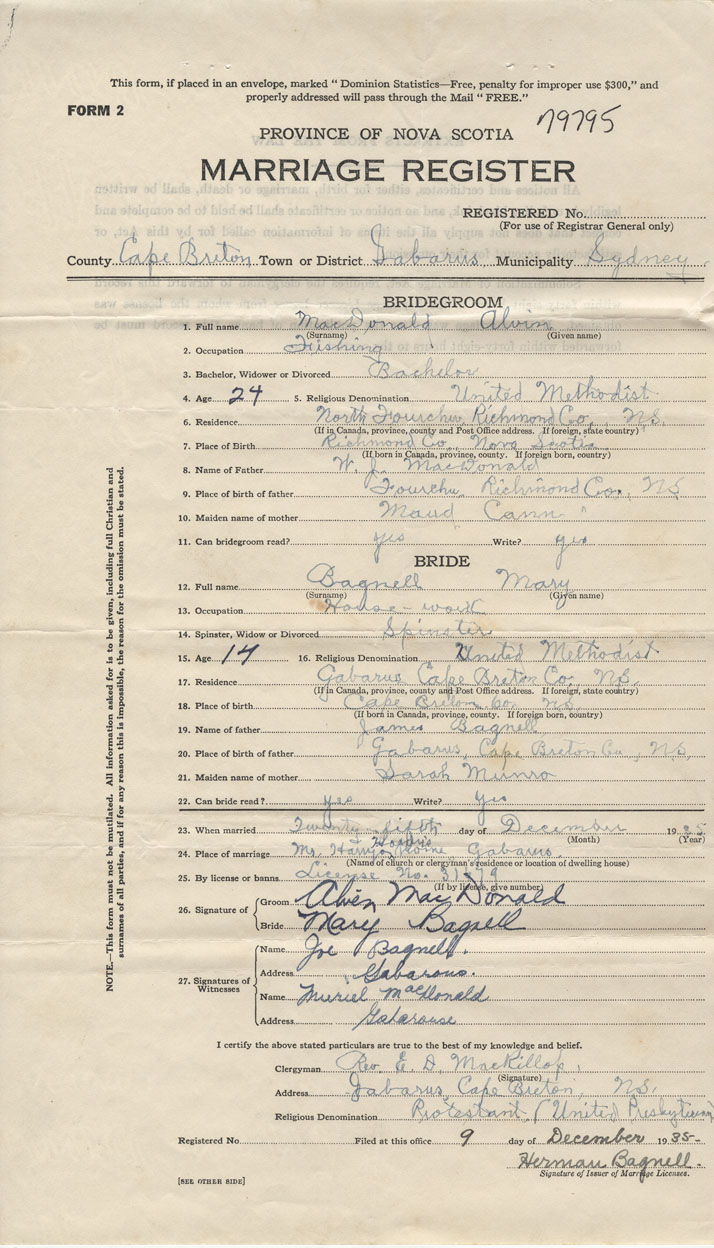 This form, if placed in an envelope, marked "Dominion Statistics—Free, penalty for improper use $300," and
properly addressed will pass through the Mail "FREE."
FORM 2
79795
PROVINCE OF NOVA SCOTIA
MARRIAGE REGISTER
REGISTERED No.
(For use of Registrar General only)
County Cape Breton Town or District Gabarus Municipality Sydney
BRIDEGROOM
1. Full name MacDonald Alvin
(Surname) (Given name)
2. Occupation Fishing
3. Bachelor, Widower or Divorced Bachelor
4. Age 24 5. Religious Denomination United Methodist
6. Residence North Fourchu Richmond Co., N.S.
(If in Canada, province, county and Post Office address. If foreign, state country)
7. Place of Birth Richmond Co., Nova Scotia
(If born in Canada, province, county. If foreign born, country)
8. Name of Father W. J. MacDonald
9. Place of birth of father Fourchu Richmond Co., N.S.
10. Maiden name of mother Maud Cann
11. Can bridegroom read? yes Write? yes
BRIDE
12. Full name Bagnell Mary
(Surname) (Given name)
13. Occupation House-work
14. Spinster, Widow or Divorced Spinster
15. Age 14 16. Religious Denomination United Methodist
17. Residence Gabarus Cape Breton Co., N.S.
(If in Canada, province, county and Post Office address. If foreign, state country)
18. Place of birth Cape Breton Co. N.S.
(If born in Canada, province, county. If foreign born, country)
19. Name of father James Bagnell
20. Place of birth of father Gabarus, Cape Breton Co., N.S.
21. Maiden name of mother Sarah Munro
22. Can bride read? yes Write? yes
23. When married Twenty-fifth day of December 1935
(Month) (Year)
24. Place of marriage Mr. Harry Home Gabarus
(Name of church or clergyman's residence or location of dwelling house)
25. By license or banns License No.
(If by license, give number)
26. Signature of
Groom Alvin MacDonald
Bride Mary Bagnell
27. Signatures of Witnesses
Name Joe Bagnell.
Address Gabarous.
Name Muriel MacDonald
Address Gabarouse
I certify the above stated particulars are true to the best of my knowledge and belief.
Clergyman Rev. E. D. MacKillop.
(Signature)
Address Gabarus, Cape Breton N.S.
Religious Denomination Protestant (United Presbyterian)
Registered No. Filed at this office 9 day of December 1935
Herman Bagnell.
Signature of Issuer of Marriage Licenses.
[SEE OTHER SIDE]
NOTE.—This form must not be mutilated. All information asked for is to be given, including full Christian and
surnames of all parties, and if for any reason this is impossible, the reason for the omission must be stated.